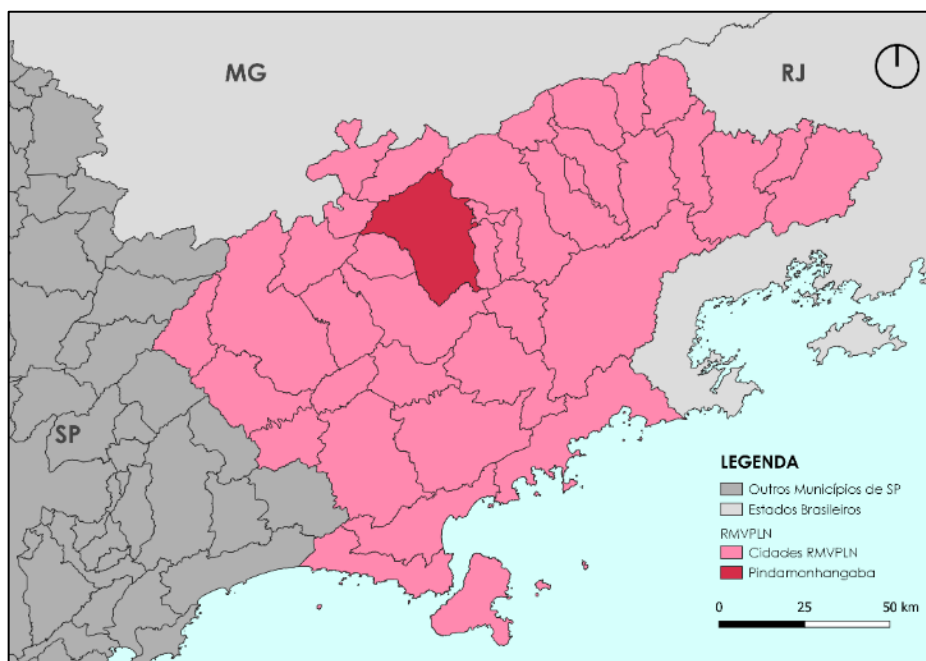 MG
RJ
SP
LEGENDA
Outros Municípios de SP
Estados Brasileiros
RMVPLN
Cidades RMVPLN
Pindamonhangaba
0 25 50 km